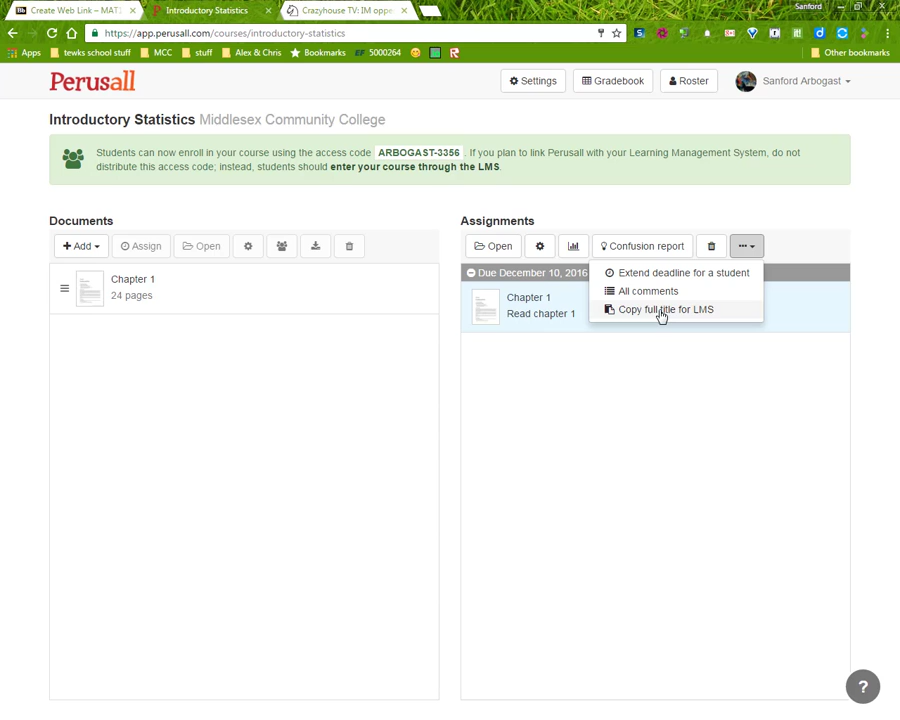 Sanford
Create Web Link – MAT1
Introductory Statistics
Crazyhouse TV: IM oppe
https://app.perusall.com/courses/introductory-statistics
Apps
tewks school stuff
MCC
stuff
Alex & Chris
Bookmarks
EF 5000264
Other bookmarks
Perusall
Settings
Gradebook
Roster
Sanford Arbogast
Introductory Statistics Middlesex Community College
Students can now enroll in your course using the access code ARBOGAST-3356 . If you plan to link Perusall with your Learning Management System, do not
distribute this access code; instead, students should enter your course through the LMS.
Documents
Add
Assign
Open
Chapter 1
24 pages
Assignments
Open
Confusion report
Due December 10, 2016
Chapter 1
Read chapter 1
Extend deadline for a student
All comments
Copy full title for LMS
?